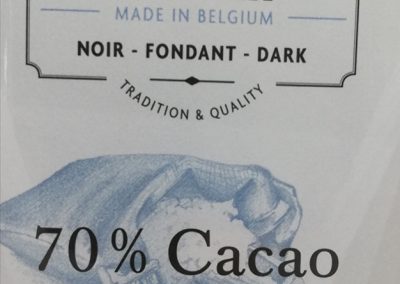 MADE IN BELGIUM
NOIR - FONDANT - DARK
TRADITION & QUALITY
70% Cacao